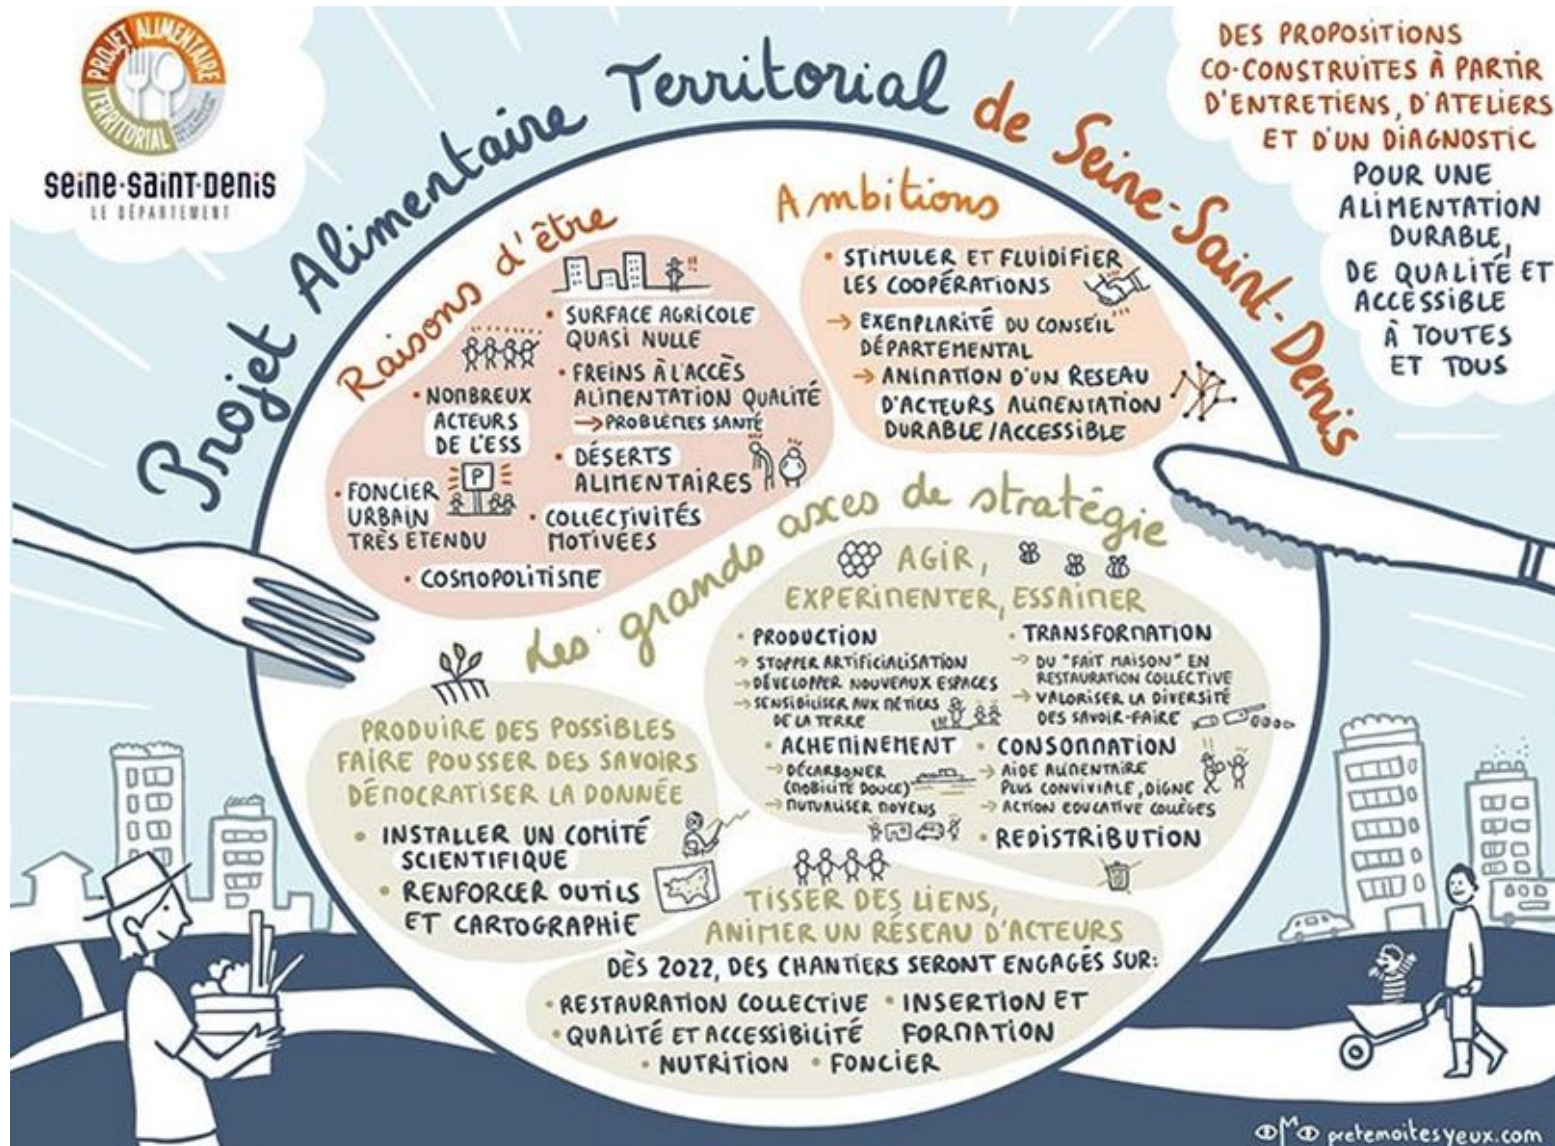 PROJET ALIMENTAIRE
TERRITORIAL
seine-saint-denis
LE DÉPARTEMENT
Projet Alimentaire Territorial de Seine-Saint-Denis
DES PROPOSITIONS
CO-CONSTRUITES À PARTIR
D'ENTRETIENS, D'ATELIERS
ET D'UN DIAGNOSTIC
POUR UNE
ALIMENTATION
DURABLE,
DE QUALITÉ ET
ACCESSIBLE
À TOUTES
ET TOUS
Raisons d'être
• SURFACE AGRICOLE
QUASI NULLE
• FREINS À L'ACCÈS
ALIMENTATION QUALITÉ
→ PROBLÈMES SANTÉ
• NOMBREUX
ACTEURS
DE L'ESS
• DÉSERTS
ALIMENTAIRES
P
• FONCIER
URBAIN
TRÈS ETENDU
• COLLECTIVITÉS
MOTIVÉES
• COSMOPOLITISME
Ambitions
• STIMULER ET FLUIDIFIER
LES COOPÉRATIONS
→ EXEMPLARITÉ DU CONSEIL
DÉPARTEMENTAL
→ ANIMATION D'UN RESEAU
D'ACTEURS ALIMENTATION
DURABLE/ACCESSIBLE
Les grands axes de stratégie
AGIR,
EXPERIMENTER, ESSAIMER
• PRODUCTION
→ STOPPER ARTIFICIALISATION
→ DÉVELOPPER NOUVEAUX ESPACES
→ SENSIBILISER AUX MÉTIERS
DE LA TERRE
• TRANSFORMATION
→ DU "FAIT MAISON" EN
RESTAURATION COLLECTIVE
→ VALORISER LA DIVERSITÉ
DES SAVOIR-FAIRE
• ACHEMINEMENT
→ DÉCARBONER
(MOBILITÉ DOUCE)
→ MUTUALISER MOYENS
• CONSOMMATION
→ AIDE ALIMENTAIRE
PLUS CONVIVIALE, DIGNE
→ ACTION EDUCATIVE COLLÈGES
• REDISTRIBUTION
PRODUIRE DES POSSIBLES
FAIRE POUSSER DES SAVOIRS
DÉMOCRATISER LA DONNÉE
• INSTALLER UN COMITÉ
SCIENTIFIQUE
• RENFORCER OUTILS
ET CARTOGRAPHIE
TISSER DES LIENS,
ANIMER UN RÉSEAU D'ACTEURS
DÈS 2022, DES CHANTIERS SERONT ENGAGÉS SUR:
• RESTAURATION COLLECTIVE
• QUALITÉ ET ACCESSIBILITÉ
• INSERTION ET
FORMATION
• NUTRITION • FONCIER
pretemoitesyeux.com